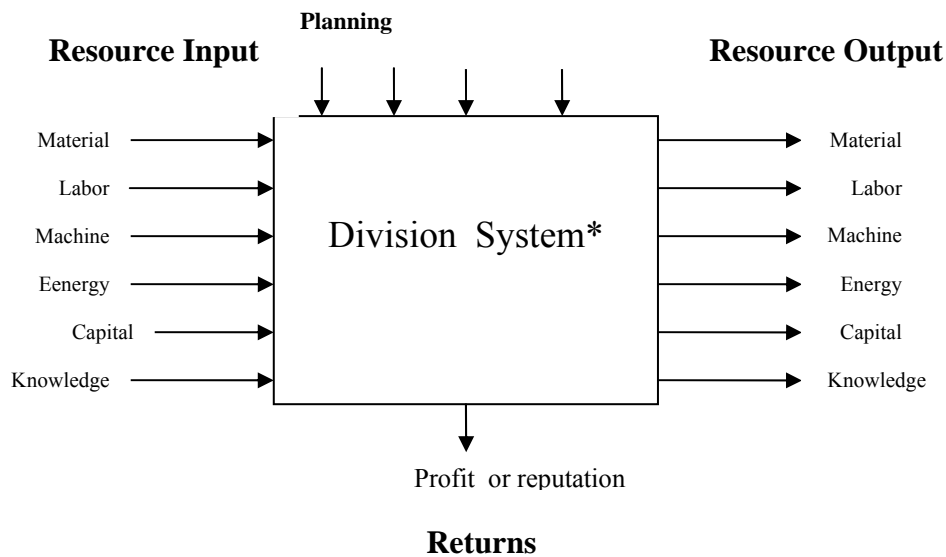 Planning
Resource Input
Resource Output
Material
Labor
Machine
Eenergy
Capital
Knowledge
Division System*
Material
Labor
Machine
Energy
Capital
Knowledge
Profit or reputation
Returns